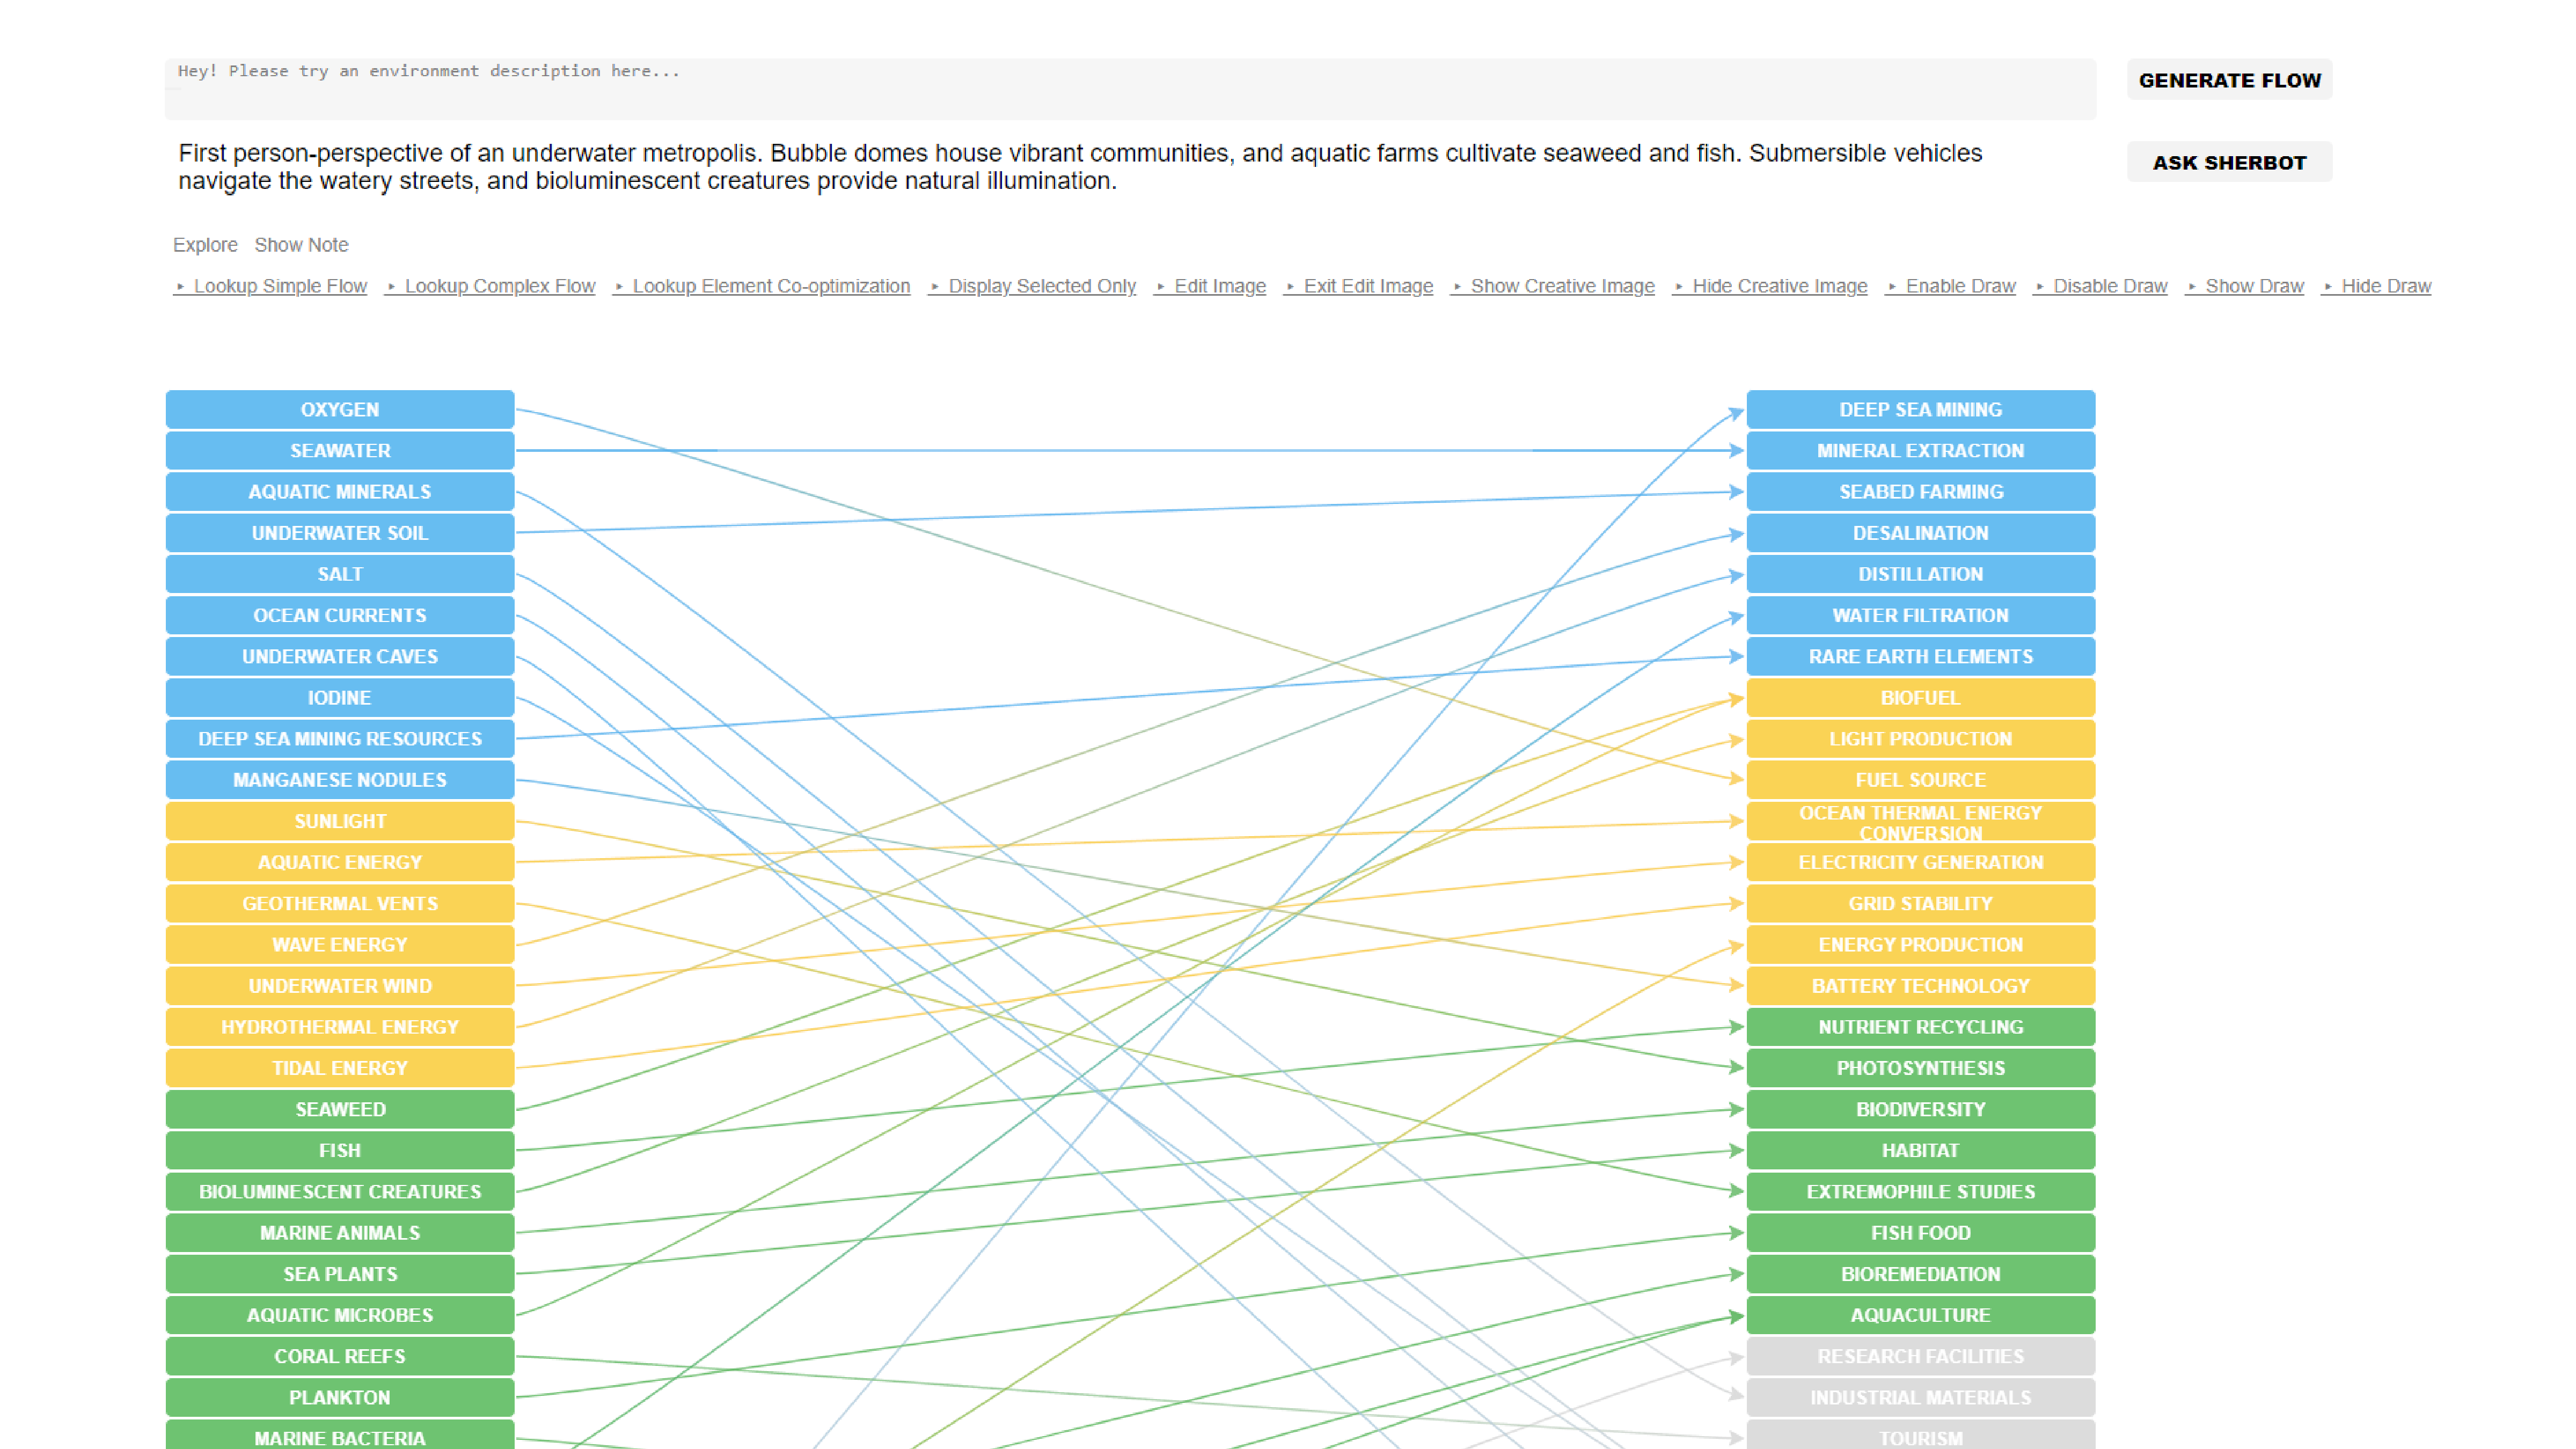 Hey! Please try an environment description here...
GENERATE FLOW
First person-perspective of an underwater metropolis. Bubble domes house vibrant communities, and aquatic farms cultivate seaweed and fish. Submersible vehicles
navigate the watery streets, and bioluminescent creatures provide natural illumination.
ASK SHERBOT
Explore Show Note
‣ Lookup Simple Flow ‣ Lookup Complex Flow ‣ Lookup Element Co-optimization ‣ Display Selected Only ‣ Edit Image ‣ Exit Edit Image ‣ Show Creative Image ‣ Hide Creative Image ‣ Enable Draw ‣ Disable Draw ‣ Show Draw ‣ Hide Draw
OXYGEN
SEAWATER
AQUATIC MINERALS
UNDERWATER SOIL
SALT
OCEAN CURRENTS
UNDERWATER CAVES
IODINE
DEEP SEA MINING RESOURCES
MANGANESE NODULES
SUNLIGHT
AQUATIC ENERGY
GEOTHERMAL VENTS
WAVE ENERGY
UNDERWATER WIND
HYDROTHERMAL ENERGY
TIDAL ENERGY
SEAWEED
FISH
BIOLUMINESCENT CREATURES
MARINE ANIMALS
SEA PLANTS
AQUATIC MICROBES
CORAL REEFS
PLANKTON
MARINE BACTERIA
DEEP SEA MINING
MINERAL EXTRACTION
SEABED FARMING
DESALINATION
DISTILLATION
WATER FILTRATION
RARE EARTH ELEMENTS
BIOFUEL
LIGHT PRODUCTION
FUEL SOURCE
OCEAN THERMAL ENERGY
CONVERSION
ELECTRICITY GENERATION
GRID STABILITY
ENERGY PRODUCTION
BATTERY TECHNOLOGY
NUTRIENT RECYCLING
PHOTOSYNTHESIS
BIODIVERSITY
HABITAT
EXTREMOPHILE STUDIES
FISH FOOD
BIOREMEDIATION
AQUACULTURE
RESEARCH FACILITIES
INDUSTRIAL MATERIALS
TOURISM